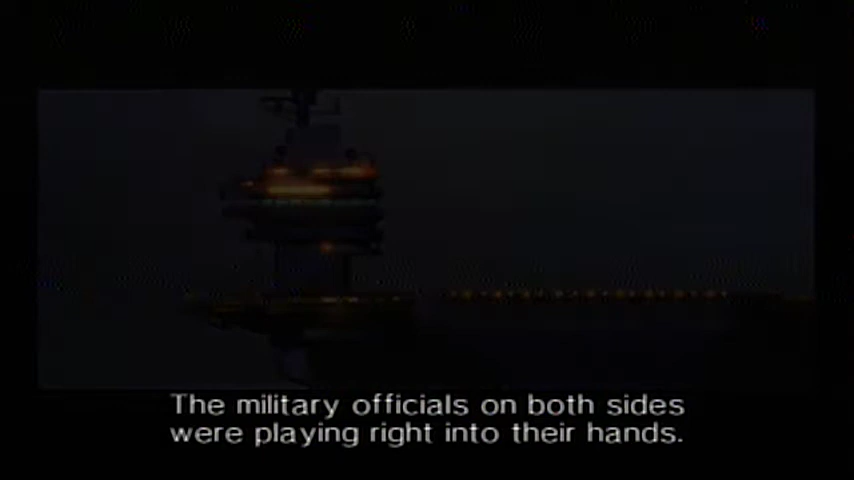 The military officials on both sides
were playing right into their hands.